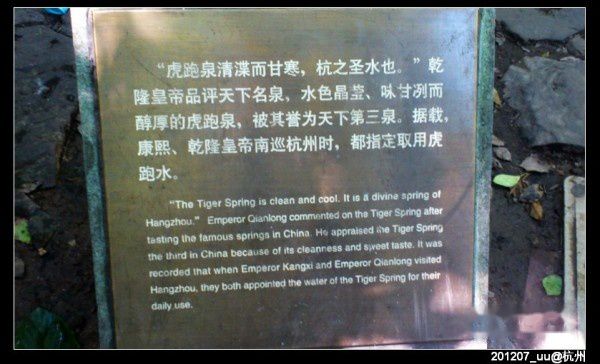 “虎跑泉清渫而甘寒，杭之圣水也。”乾
隆皇帝品评天下名泉，水色晶莹、味甘冽而
醇厚的虎跑泉，被其誉为天下第三泉。据载，
康熙、乾隆皇帝南巡杭州时，都指定取用虎
跑水。
"The Tiger Spring is clean and cool. It is a divine spring of
Hangzhou." Emperor Qianlong commented on the Tiger Spring after
tasting the famous springs in China. He appraised the Tiger Spring
the third in China because of its cleanness and sweet taste. It was
recorded that when Emperor Kangxi and Emperor Qianlong visited
Hangzhou, they both appointed the water of the Tiger Spring for their
daily use.
201207_uu@杭州